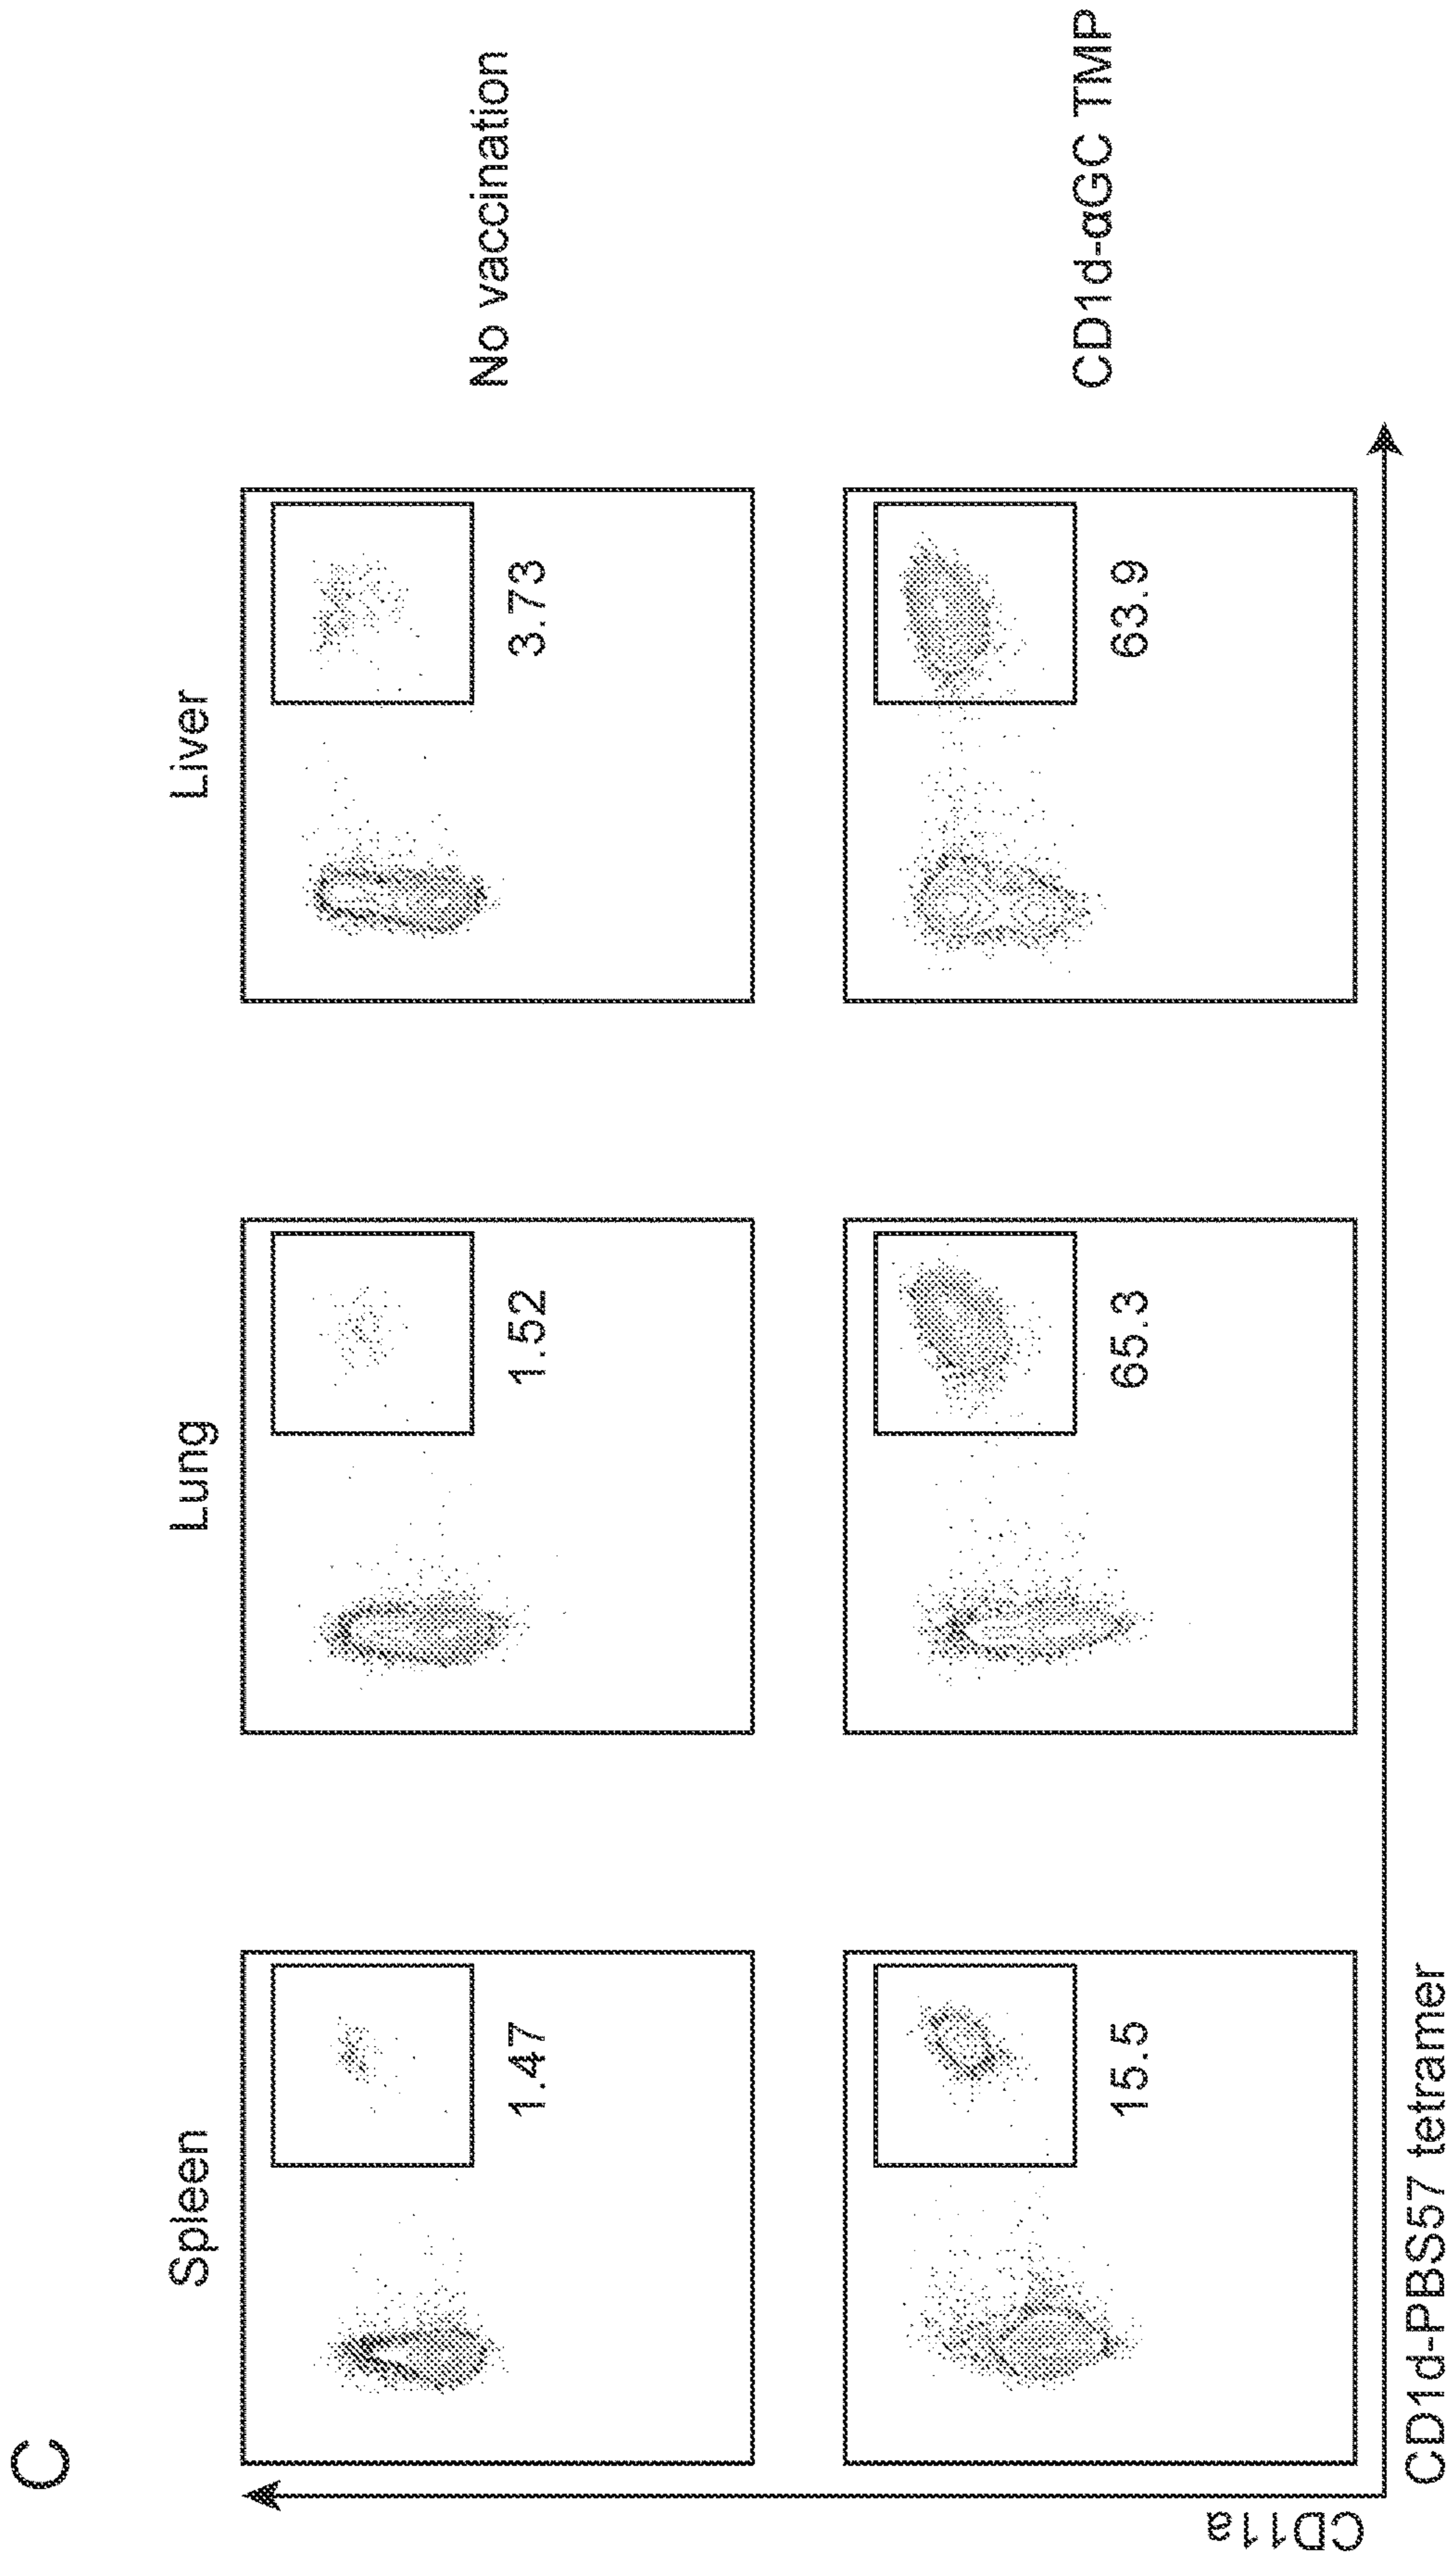 C
Spleen
Lung
Liver
1.47
1.52
3.73
No vaccination
15.5
65.3
63.9
CD1d-αGC TMP
CD11a
CD1d-PBS57 tetramer